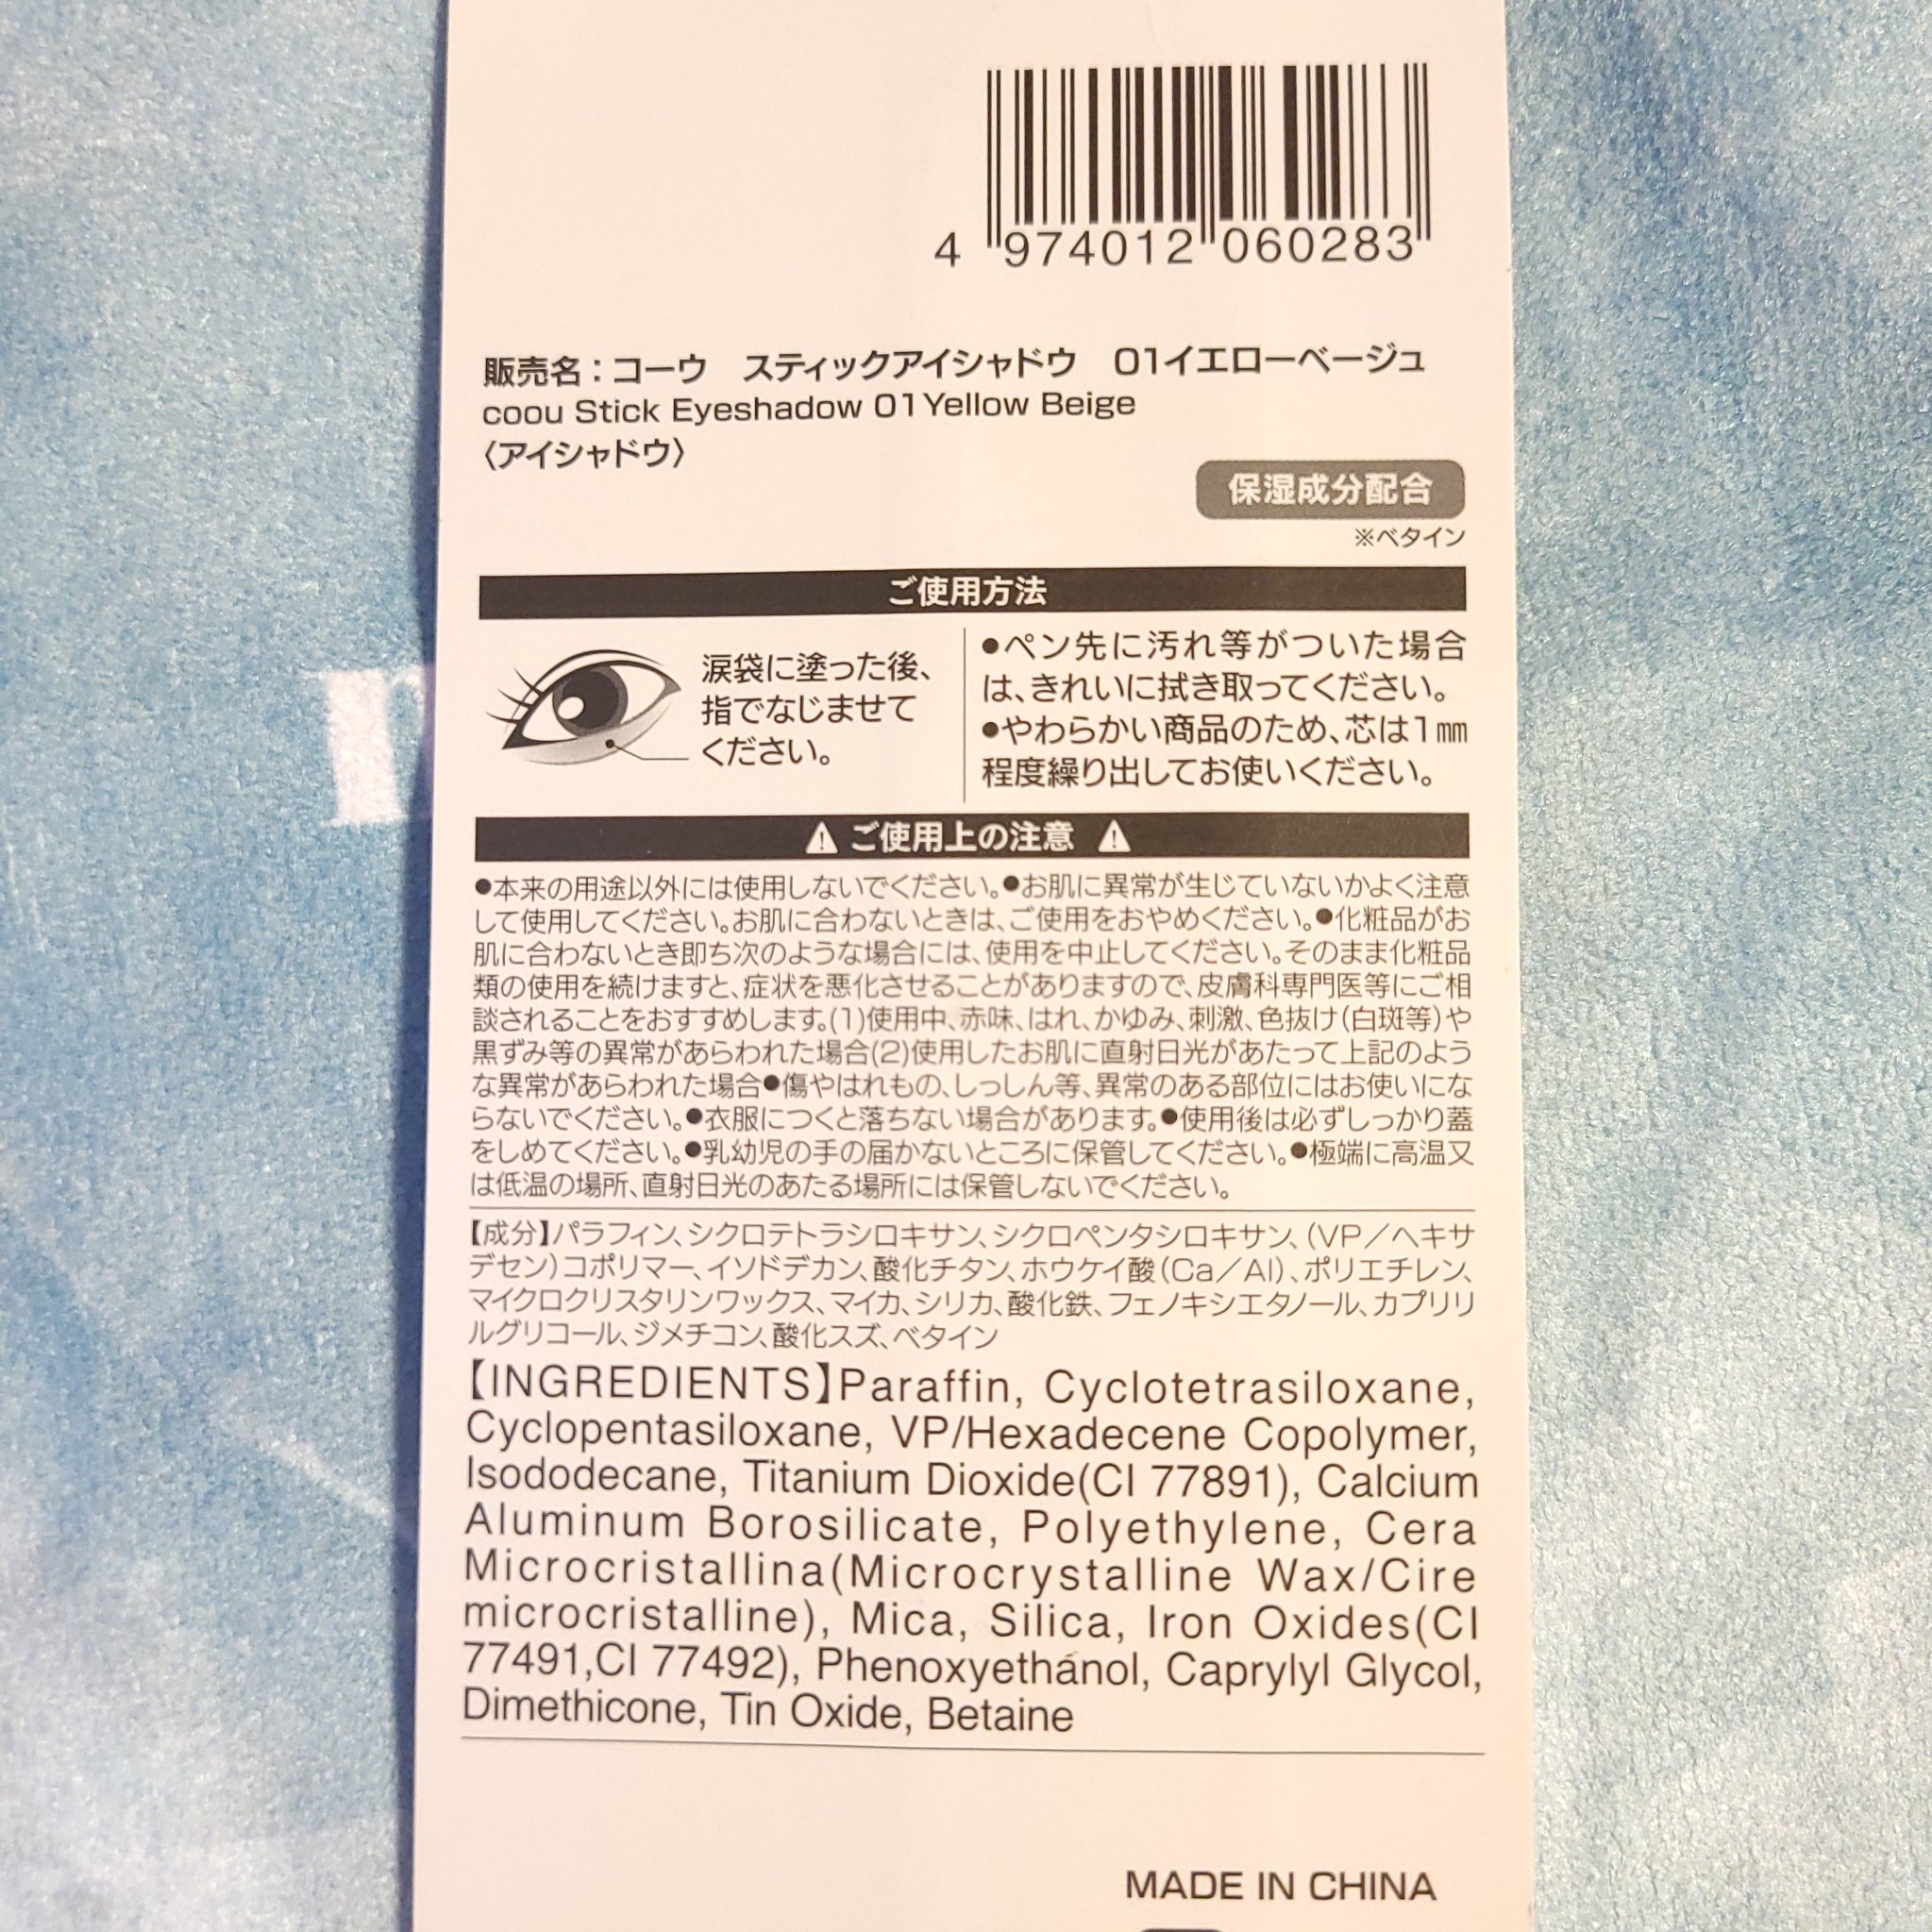 4 974012 060283
販売名：コーウ　スティックアイシャドウ　01イエローベージュ
coou Stick Eyeshadow 01Yellow Beige
〈アイシャドウ〉
保湿成分配合
※ベタイン
ご使用方法
涙袋に塗った後、
指でなじませて
ください。
●ペン先に汚れ等がついた場合
は、きれいに拭き取ってください。
●やわらかい商品のため、芯は1㎜
程度繰り出してお使いください。
⚠ ご使用上の注意 ⚠
●本来の用途以外には使用しないでください。●お肌に異常が生じていないかよく注意
して使用してください。お肌に合わないときは、ご使用をおやめください。●化粧品がお
肌に合わないとき即ち次のような場合には、使用を中止してください。そのまま化粧品
類の使用を続けますと、症状を悪化させることがありますので、皮膚科専門医等にご相
談されることをおすすめします。(1)使用中、赤味、はれ、かゆみ、刺激、色抜け(白斑等)や
黒ずみ等の異常があらわれた場合(2)使用したお肌に直射日光があたって上記のよう
な異常があらわれた場合●傷やはれもの、しっしん等、異常のある部位にはお使いにな
らないでください。●衣服につくと落ちない場合があります。●使用後は必ずしっかり蓋
をしめてください。●乳幼児の手の届かないところに保管してください。●極端に高温又
は低温の場所、直射日光のあたる場所には保管しないでください。
【成分】パラフィン、シクロテトラシロキサン、シクロペンタシロキサン、(VP／ヘキサ
デセン)コポリマー、イソドデカン、酸化チタン、ホウケイ酸(Ca／Al)、ポリエチレン、
マイクロクリスタリンワックス、マイカ、シリカ、酸化鉄、フェノキシエタノール、カプリリ
ルグリコール、ジメチコン、酸化スズ、ベタイン
【INGREDIENTS】Paraffin, Cyclotetrasiloxane,
Cyclopentasiloxane, VP/Hexadecene Copolymer,
Isododecane, Titanium Dioxide(CI 77891), Calcium
Aluminum Borosilicate, Polyethylene, Cera
Microcristallina(Microcrystalline Wax/Cire
microcristalline), Mica, Silica, Iron Oxides(CI
77491,CI 77492), Phenoxyethanol, Caprylyl Glycol,
Dimethicone, Tin Oxide, Betaine
MADE IN CHINA